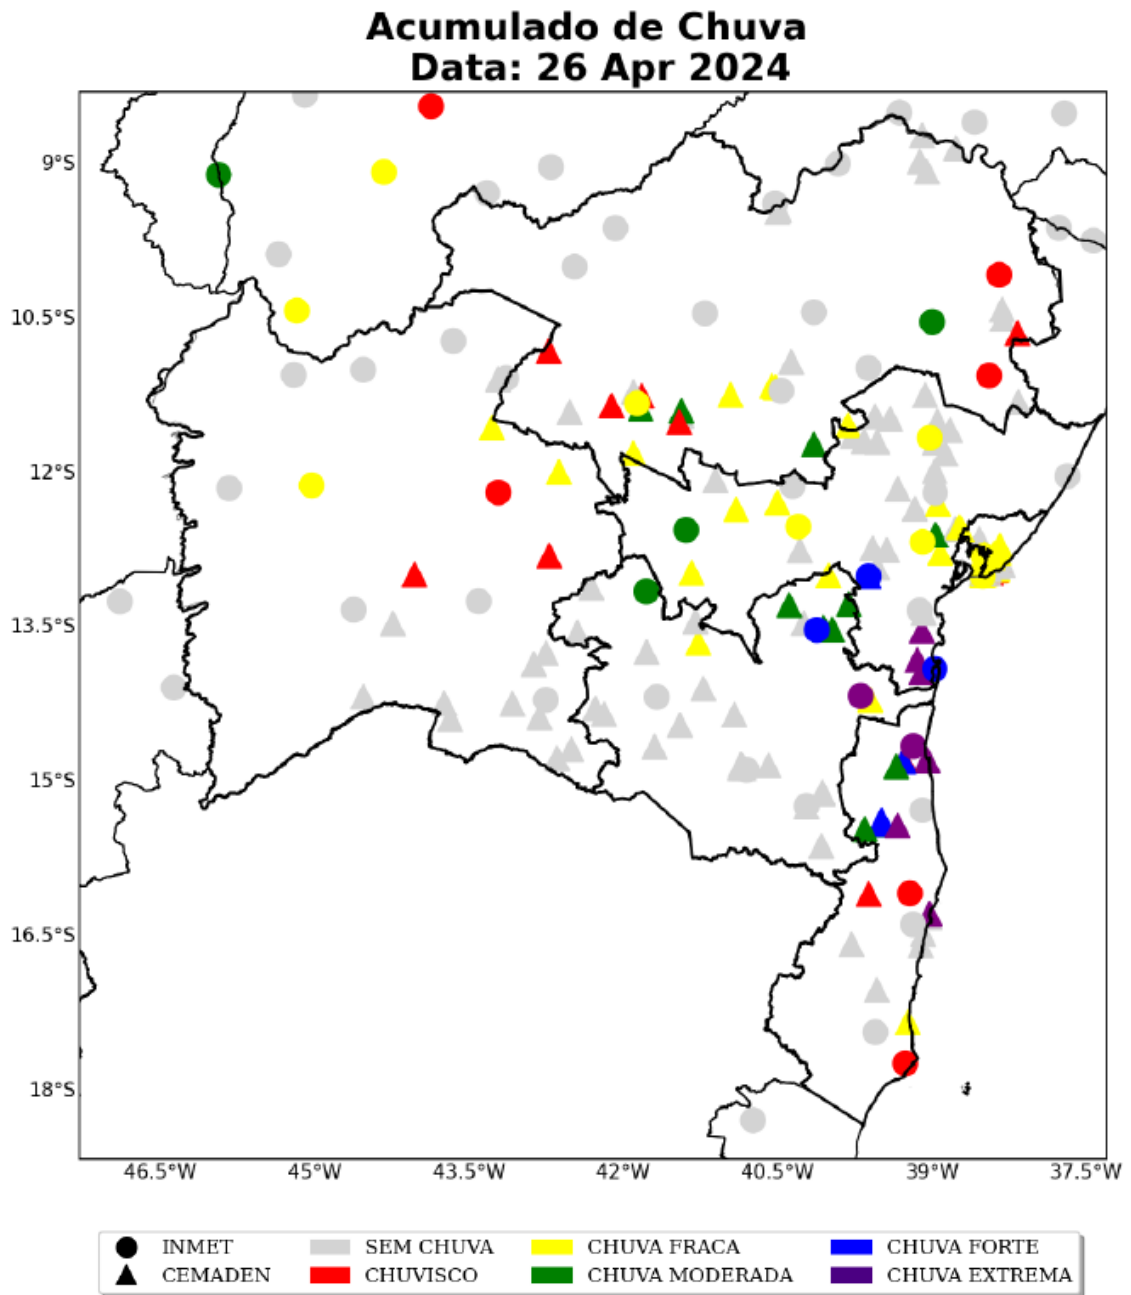 Acumulado de Chuva
Data: 26 Apr 2024
9°S
10.5°S
12°S
13.5°S
15°S
16.5°S
18°S
46.5°W 45°W 43.5°W 42°W 40.5°W 39°W 37.5°W
INMET SEM CHUVA CHUVA FRACA CHUVA FORTE
CEMADEN CHUVISCO CHUVA MODERADA CHUVA EXTREMA